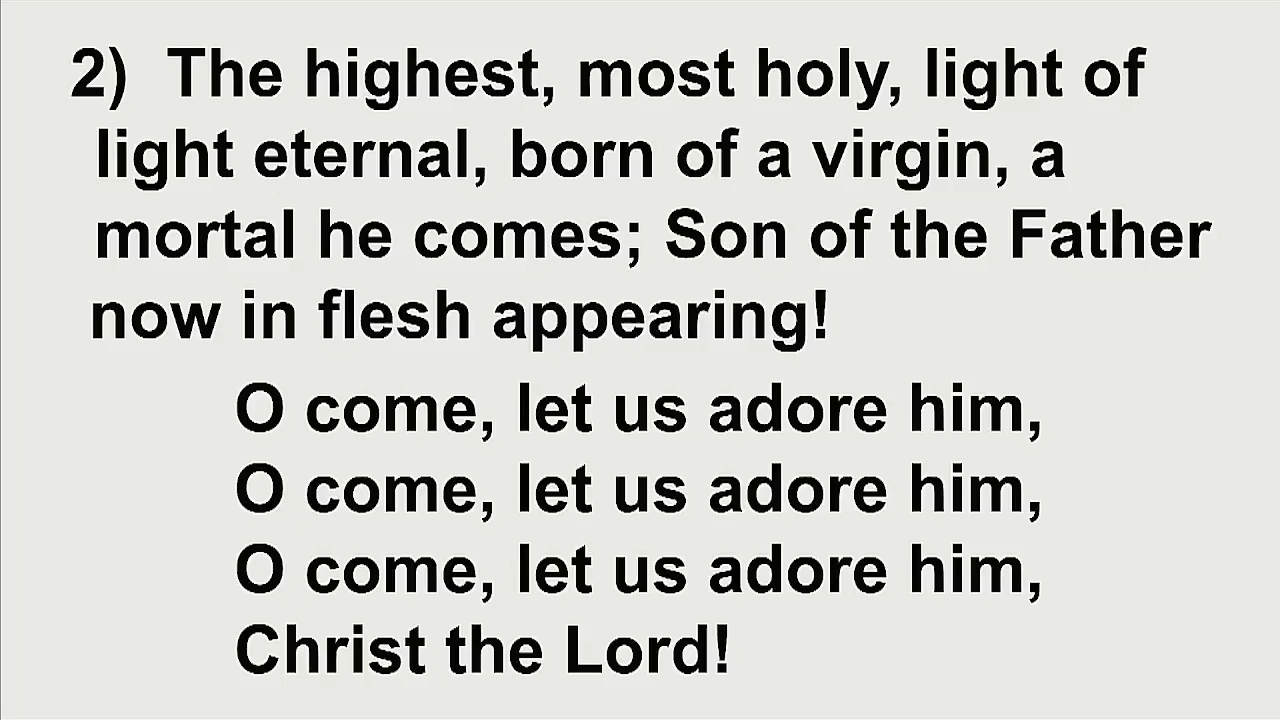 2) The highest, most holy, light of
light eternal, born of a virgin, a
mortal he comes; Son of the Father
now in flesh appearing!
O come, let us adore him,
O come, let us adore him,
O come, let us adore him,
Christ the Lord!